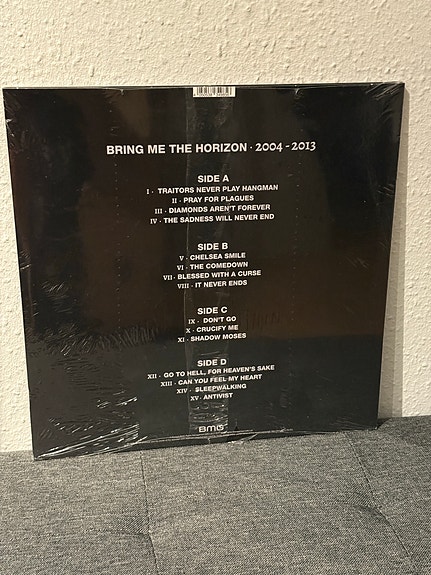 BRING ME THE HORIZON · 2004 - 2013
SIDE A
I · TRAITORS NEVER PLAY HANGMAN
II · PRAY FOR PLAGUES
III · DIAMONDS AREN'T FOREVER
IV · THE SADNESS WILL NEVER END
SIDE B
V · CHELSEA SMILE
VI · THE COMEDOWN
VII · BLESSED WITH A CURSE
VIII · IT NEVER ENDS
SIDE C
IX · DON'T GO
X · CRUCIFY ME
XI · SHADOW MOSES
SIDE D
XII · GO TO HELL, FOR HEAVEN'S SAKE
XIII · CAN YOU FEEL MY HEART
XIV · SLEEPWALKING
XV · ANTIVIST
BMG